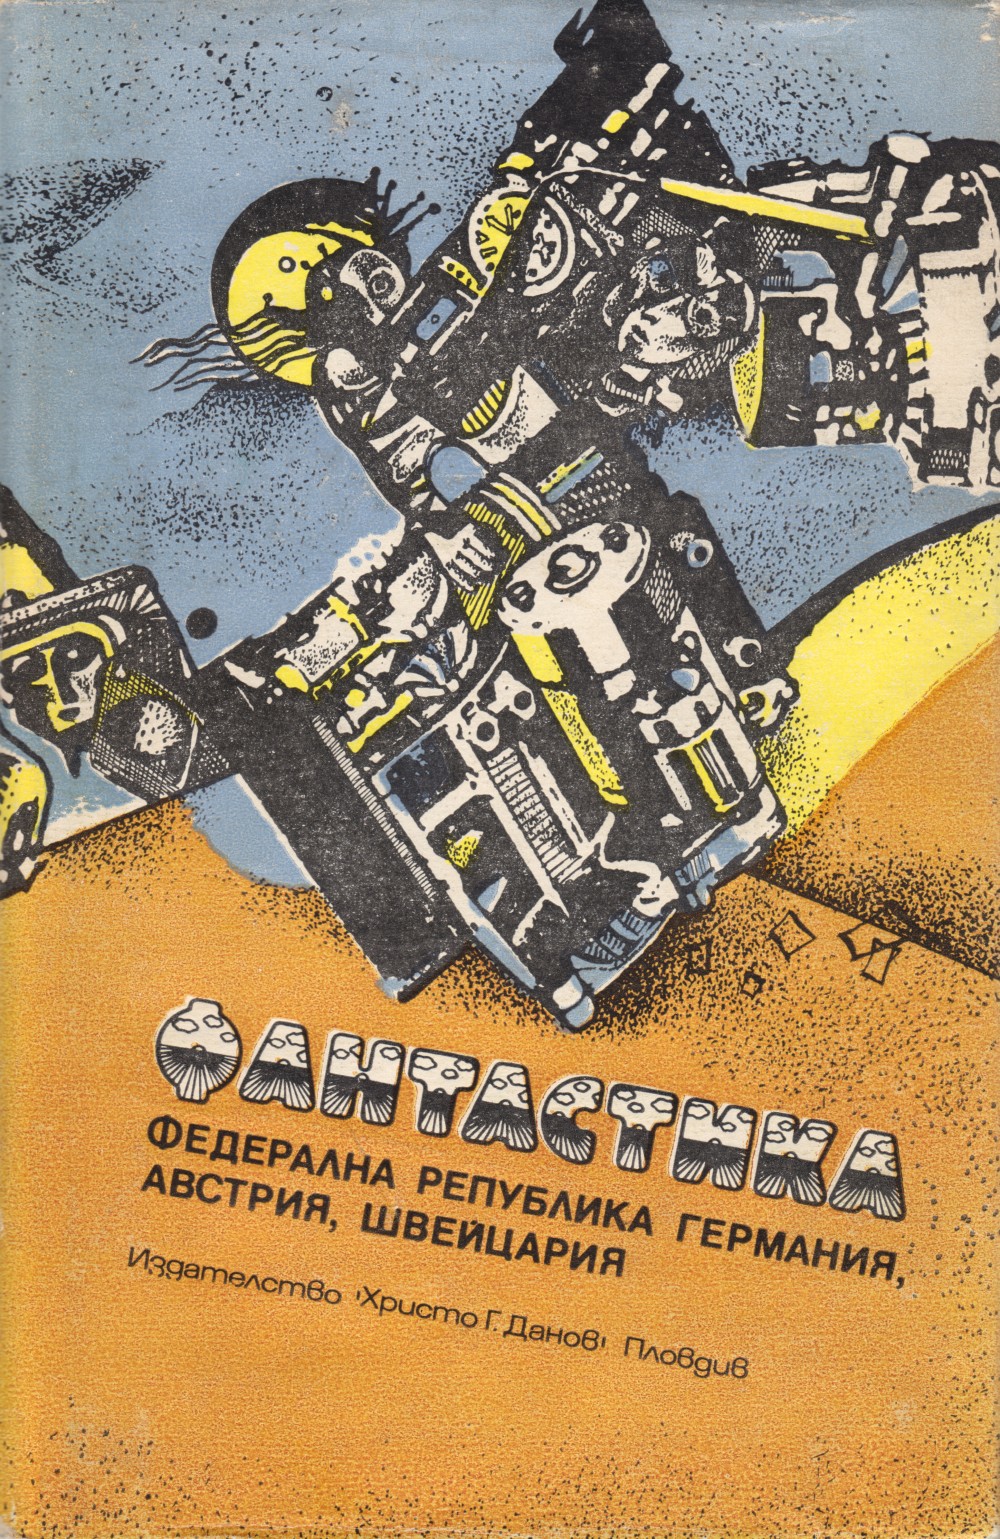 ФАНТАСТИКА
ФЕДЕРАЛНА РЕПУБЛИКА ГЕРМАНИЯ,
АВСТРИЯ, ШВЕЙЦАРИЯ
Издателство 'Христо Г. Данов' Пловдив